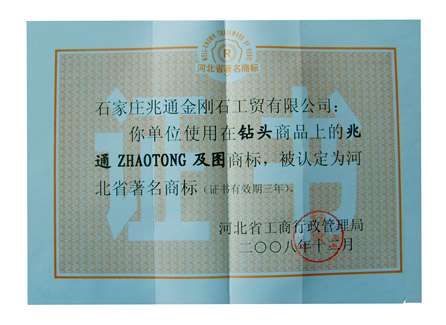 河北省著名商标
石家庄兆通金刚石工贸有限公司：
你单位使用在钻头商品上的兆
通 ZHAOTONG 及图商标，被认定为河
北省著名商标（证书有效期三年）。
河北省工商行政管理局
二〇〇八年十二月
证书